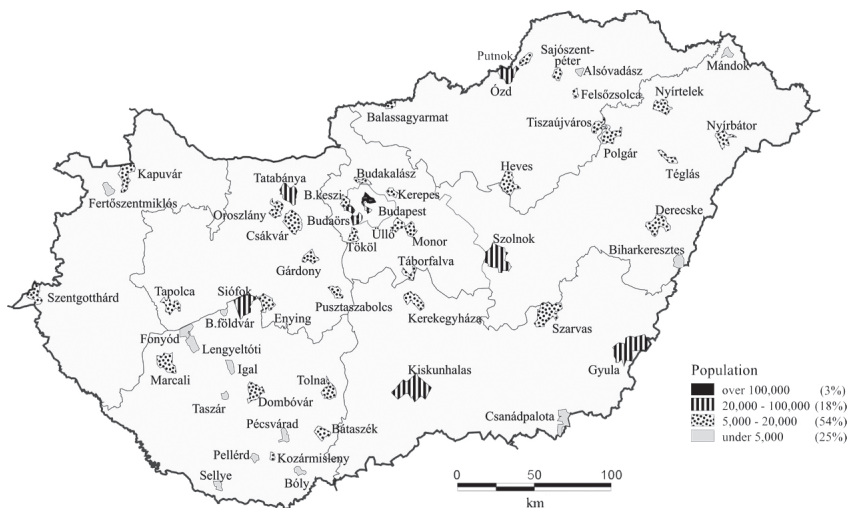 Putnok
Sajószent-
péter
Alsóvadász
Mándok
Ózd
Felsőzsolca
Nyírtelek
Balassagyarmat
Tiszaújváros
Nyírbátor
Polgár
Kapuvár
Heves
Téglás
Budakalász
Tatabánya
B.keszi
Kerepes
Fertőszentmiklós
Oroszlány
Budaörs
Budapest
Derecske
Csákvár
Üllő
Monor
Tököl
Szolnok
Biharkeresztes
Gárdony
Táborfalva
Szentgotthárd
Tapolca
Siófok
Pusztaszabolcs
Enying
Kerekegyháza
B.földvár
Szarvas
Fonyód
Lengyeltóti
Gyula
Igal
Kiskunhalas
Marcali
Tolna
Taszár
Dombóvár
Csanádpalota
Pécsvárad
Bátaszék
Pellérd
Kozármisleny
Sellye
Bóly
Population
over 100,000 (3%)
20,000 - 100,000 (18%)
5,000 - 20,000 (54%)
under 5,000 (25%)
0 50 100
km